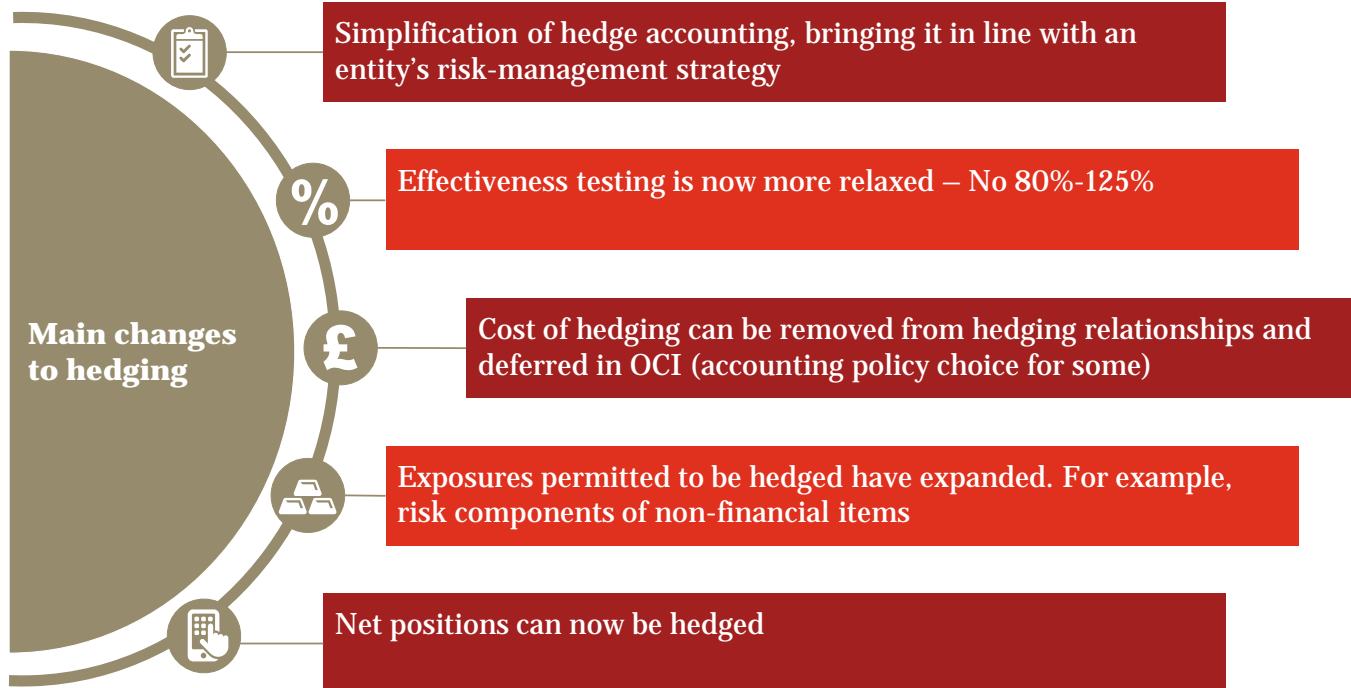 Simplification of hedge accounting, bringing it in line with an
entity’s risk-management strategy
%
Effectiveness testing is now more relaxed – No 80%-125%
Main changes
to hedging
£
Cost of hedging can be removed from hedging relationships and
deferred in OCI (accounting policy choice for some)
Exposures permitted to be hedged have expanded. For example,
risk components of non-financial items
Net positions can now be hedged